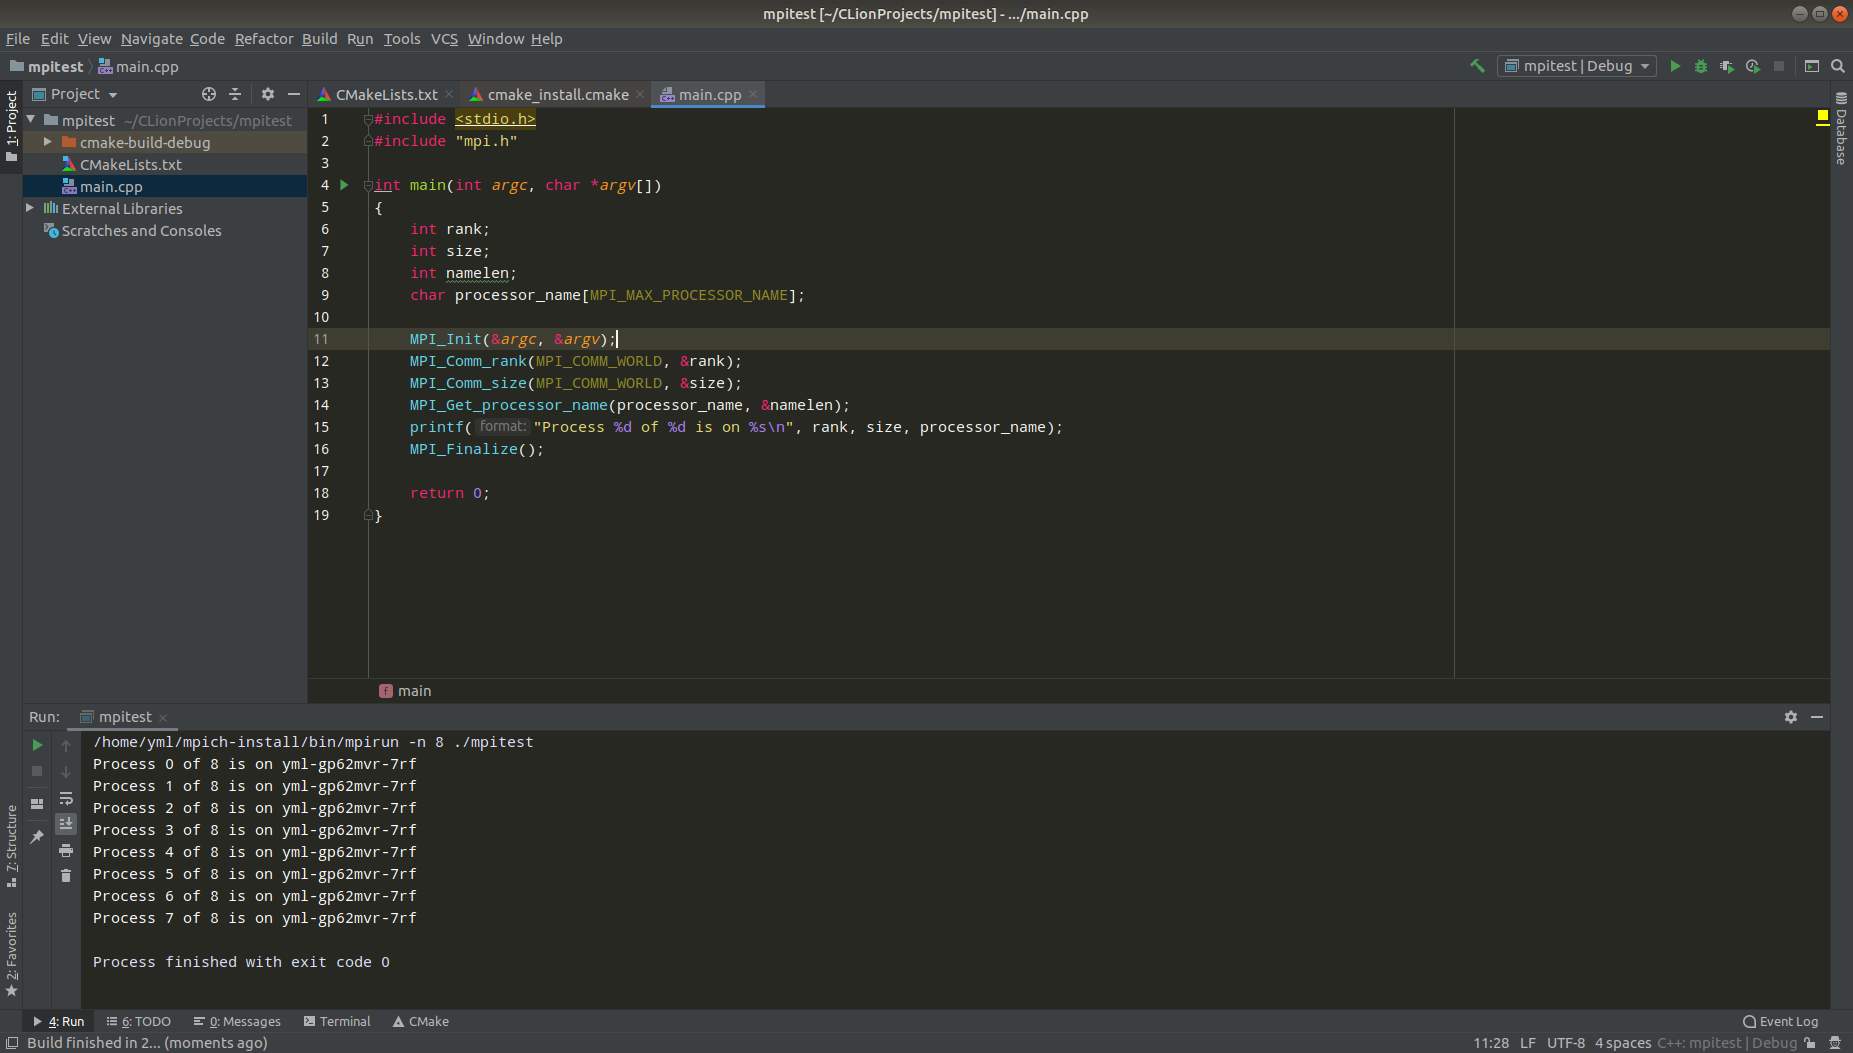 mpitest [~/CLionProjects/mpitest] - .../main.cpp
File Edit View Navigate Code Refactor Build Run Tools VCS Window Help
mpitest main.cpp
mpitest | Debug
1: Project
Project
mpitest ~/CLionProjects/mpitest
cmake-build-debug
CMakeLists.txt
main.cpp
External Libraries
Scratches and Consoles
CMakeLists.txt cmake_install.cmake main.cpp
1 #include <stdio.h>
2 #include "mpi.h"
3
4 int main(int argc, char *argv[])
5 {
6 int rank;
7 int size;
8 int namelen;
9 char processor_name[MPI_MAX_PROCESSOR_NAME];
10
11 MPI_Init(&argc, &argv);
12 MPI_Comm_rank(MPI_COMM_WORLD, &rank);
13 MPI_Comm_size(MPI_COMM_WORLD, &size);
14 MPI_Get_processor_name(processor_name, &namelen);
15 printf( format: "Process %d of %d is on %s\n", rank, size, processor_name);
16 MPI_Finalize();
17
18 return 0;
19 }
f main
Database
Run: mpitest
/home/yml/mpich-install/bin/mpirun -n 8 ./mpitest
Process 0 of 8 is on yml-gp62mvr-7rf
Process 1 of 8 is on yml-gp62mvr-7rf
Process 2 of 8 is on yml-gp62mvr-7rf
Process 3 of 8 is on yml-gp62mvr-7rf
Process 4 of 8 is on yml-gp62mvr-7rf
Process 5 of 8 is on yml-gp62mvr-7rf
Process 6 of 8 is on yml-gp62mvr-7rf
Process 7 of 8 is on yml-gp62mvr-7rf
Process finished with exit code 0
7: Structure
2: Favorites
4: Run 6: TODO 0: Messages Terminal CMake Event Log
Build finished in 2... (moments ago) 11:28 LF UTF-8 4 spaces C++: mpitest | Debug